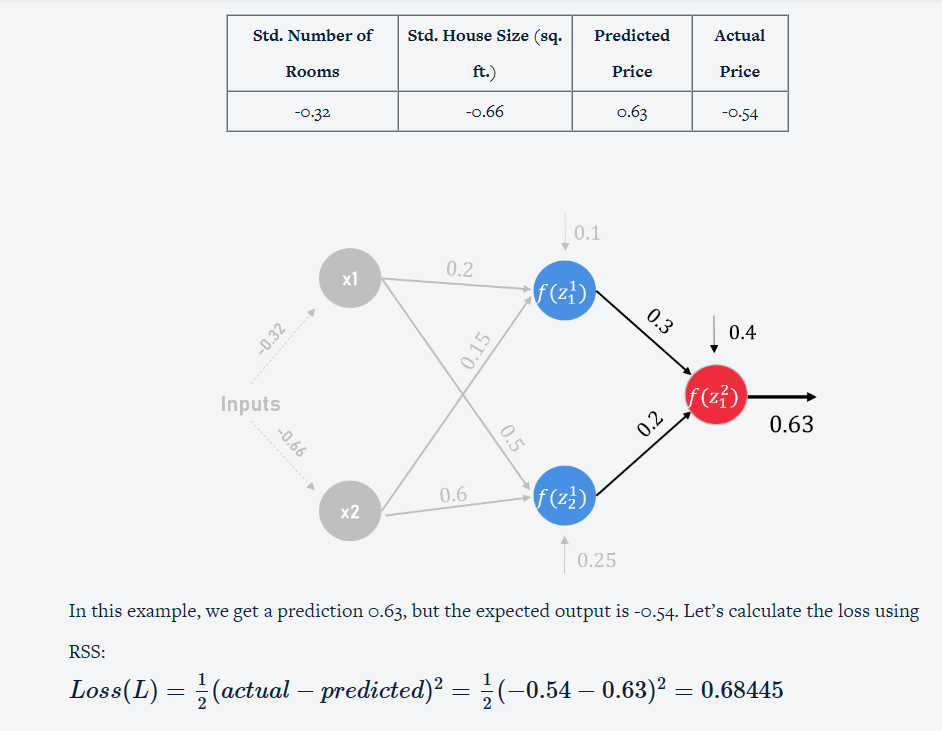 Std. Number of Rooms
Std. House Size (sq. ft.)
Predicted Price
Actual Price
-0.32
-0.66
0.63
-0.54
0.1
x1
0.2
f(z₁¹)
-0.32
0.15
0.3
0.4
Inputs
f(z₁²)
0.63
-0.66
0.5
0.2
x2
0.6
f(z₂¹)
0.25
In this example, we get a prediction 0.63, but the expected output is -0.54. Let's calculate the loss using
RSS:
Loss(L) = 1/2(actual − predicted)² = 1/2(−0.54 − 0.63)² = 0.68445